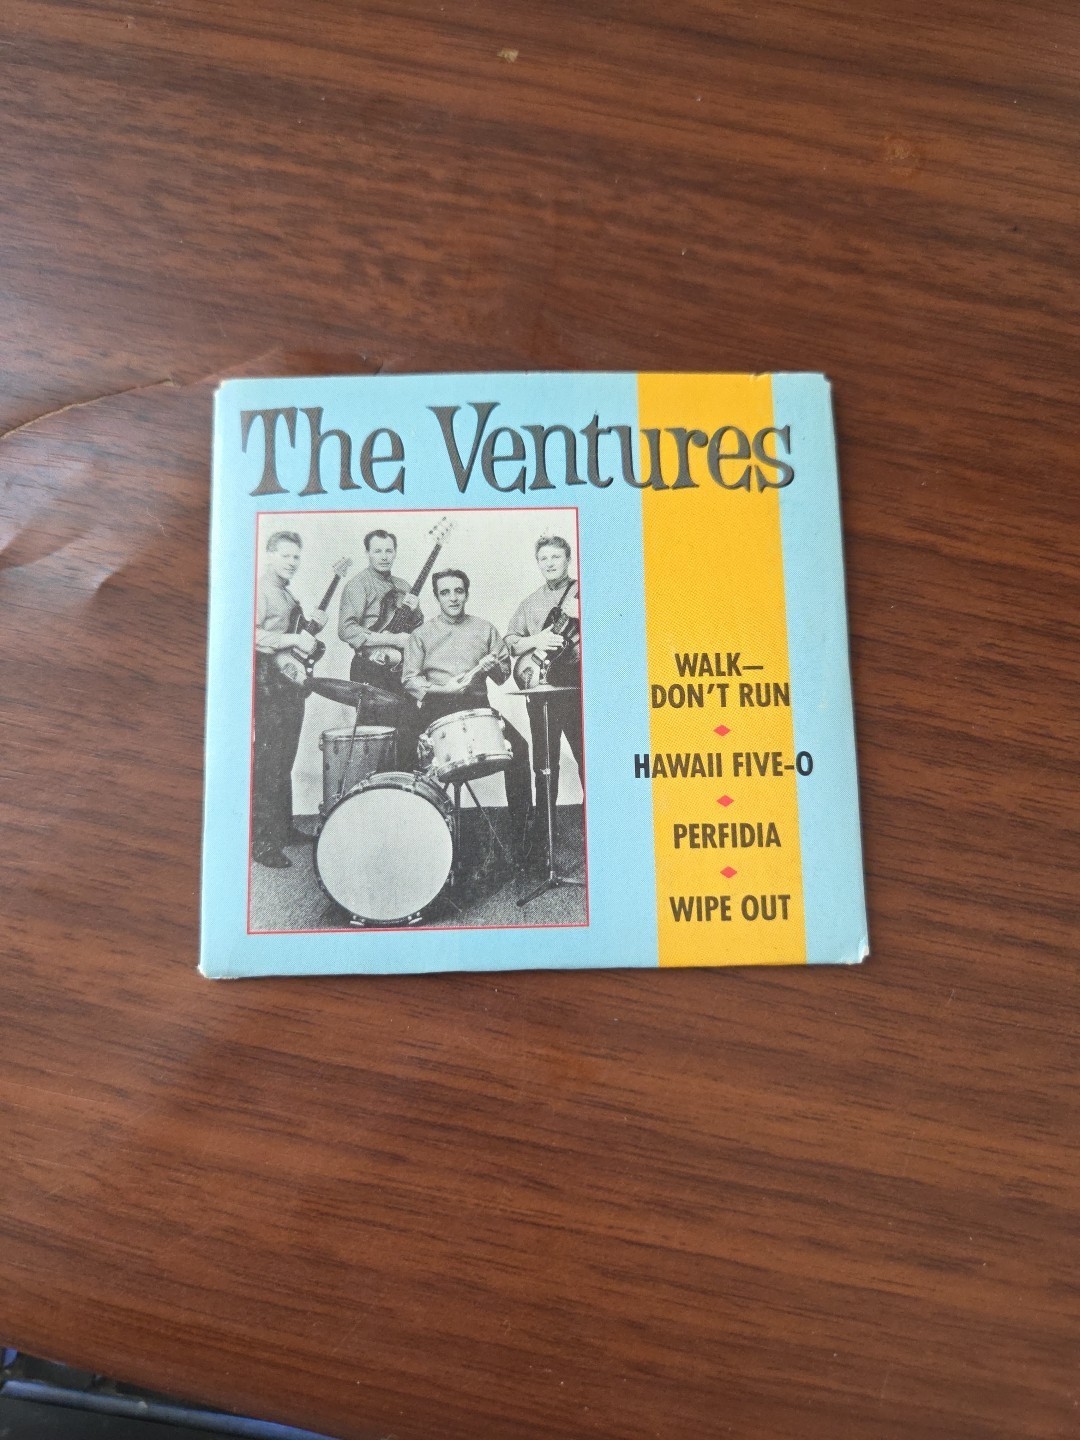 The Ventures
WALK–
DON'T RUN
HAWAII FIVE-O
PERFIDIA
WIPE OUT